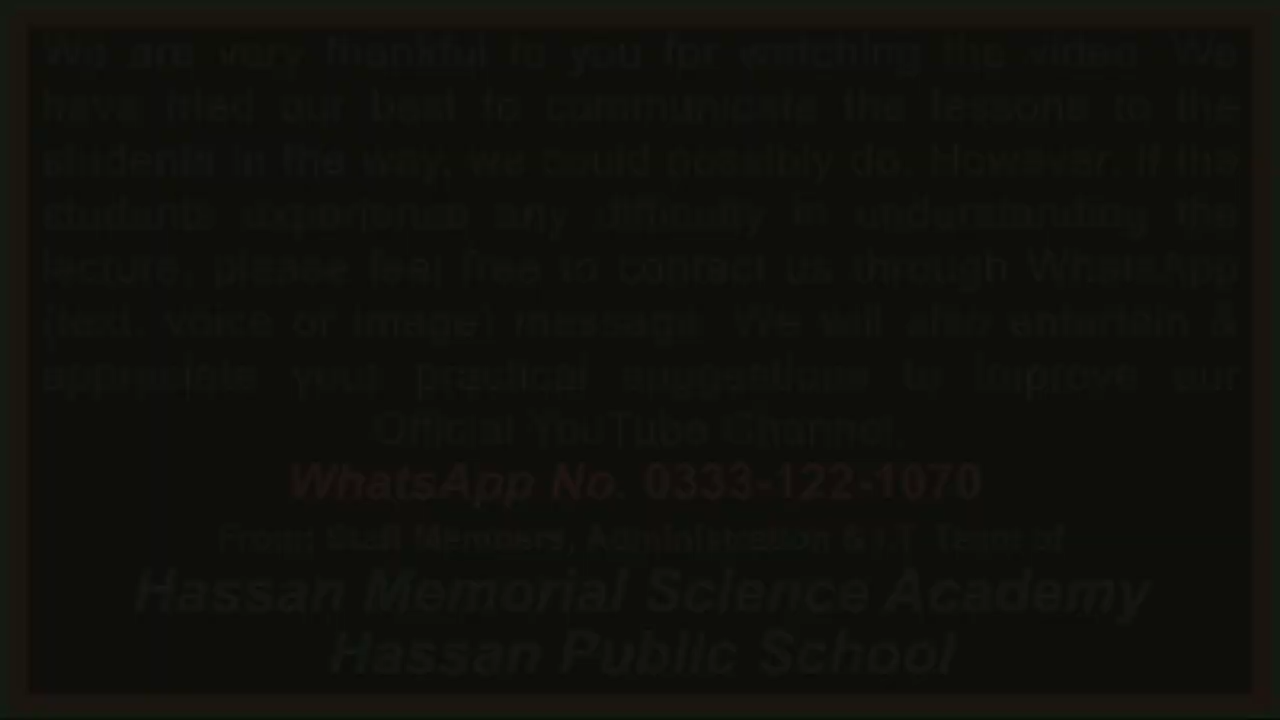 We are very thankful to you for watching the video. We
have tried our best to communicate the lessons to the
students in the way, we could possibly do. However, if the
students experience any difficulty in understanding the
lecture, please feel free to contact us through WhatsApp
(text, voice or image) message. We will also entertain &
appreciate your practical suggestions to improve our
Official YouTube Channel.
WhatsApp No. 0333-122-1070
From: Staff Members, Administration & I.T. Team of
Hassan Memorial Science Academy
Hassan Public School